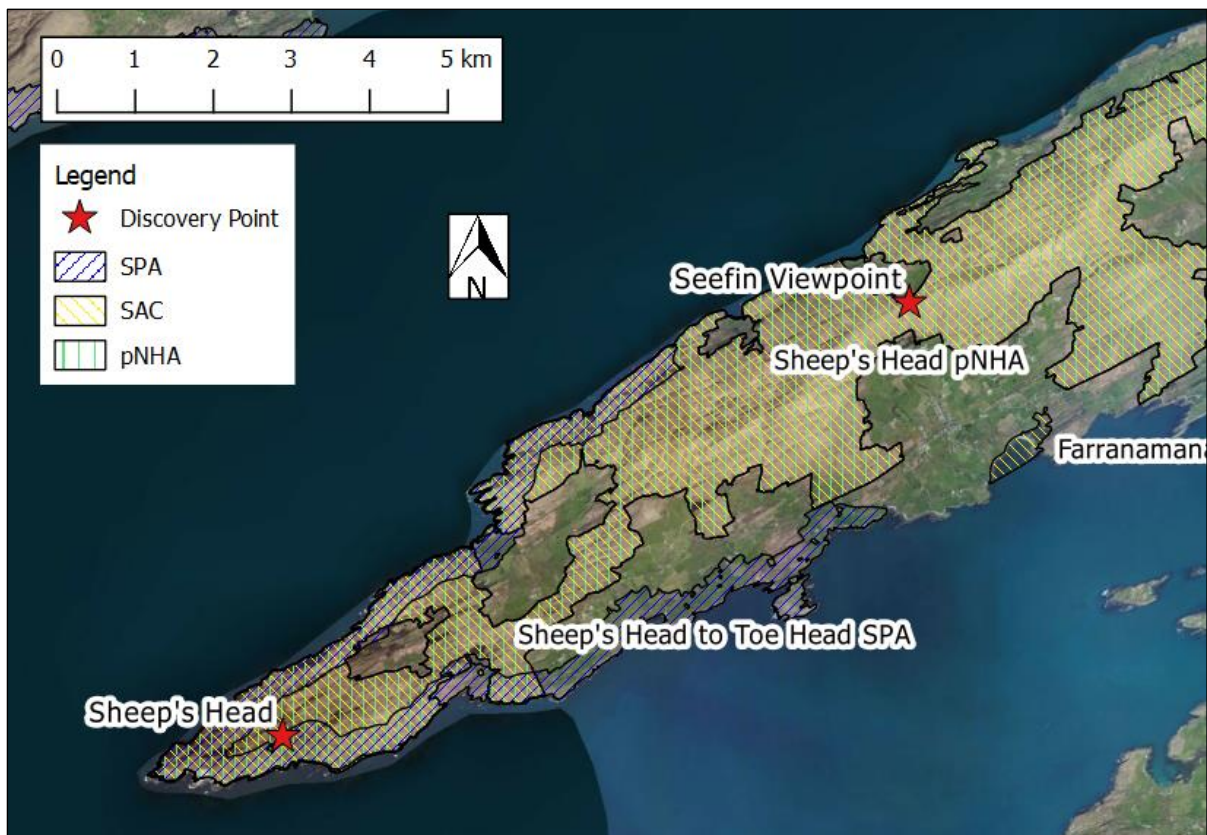 0 1 2 3 4 5 km
Legend
Discovery Point
SPA
SAC
pNHA
N
Seefin Viewpoint
Sheep's Head pNHA
Farranamana
Sheep's Head to Toe Head SPA
Sheep's Head